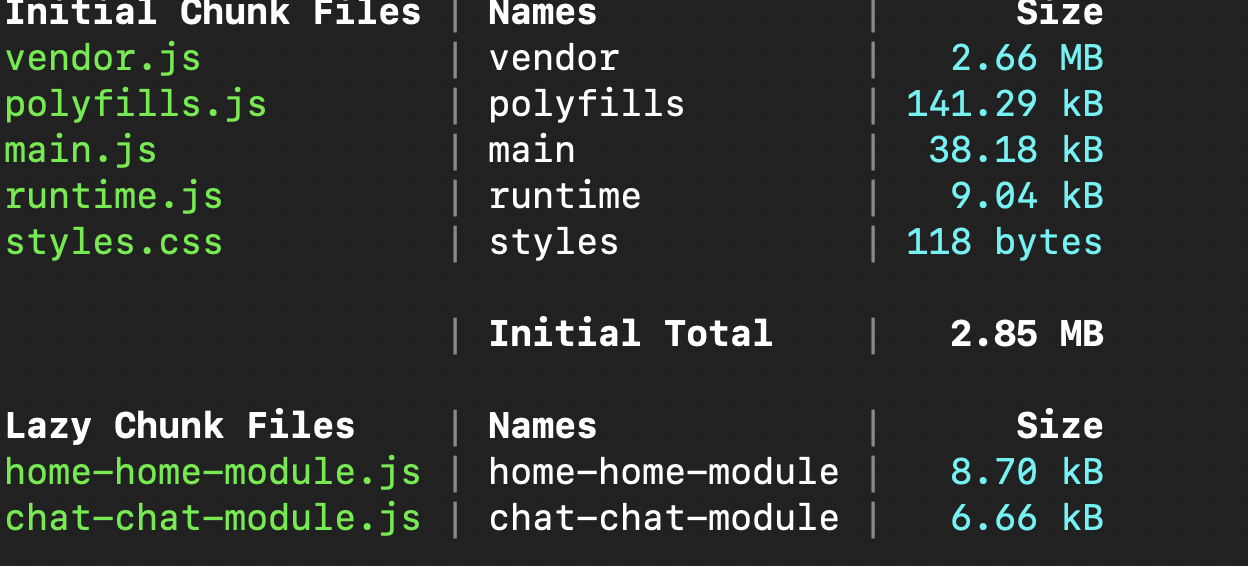 Initial Chunk Files | Names | Size
vendor.js | vendor | 2.66 MB
polyfills.js | polyfills | 141.29 kB
main.js | main | 38.18 kB
runtime.js | runtime | 9.04 kB
styles.css | styles | 118 bytes
| Initial Total | 2.85 MB
Lazy Chunk Files | Names | Size
home-home-module.js | home-home-module | 8.70 kB
chat-chat-module.js | chat-chat-module | 6.66 kB